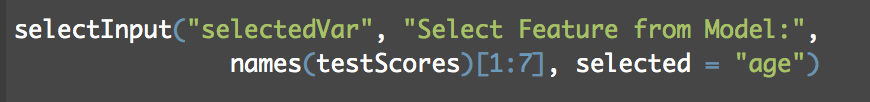 selectInput("selectedVar", "Select Feature from Model:",
names(testScores)[1:7], selected = "age")